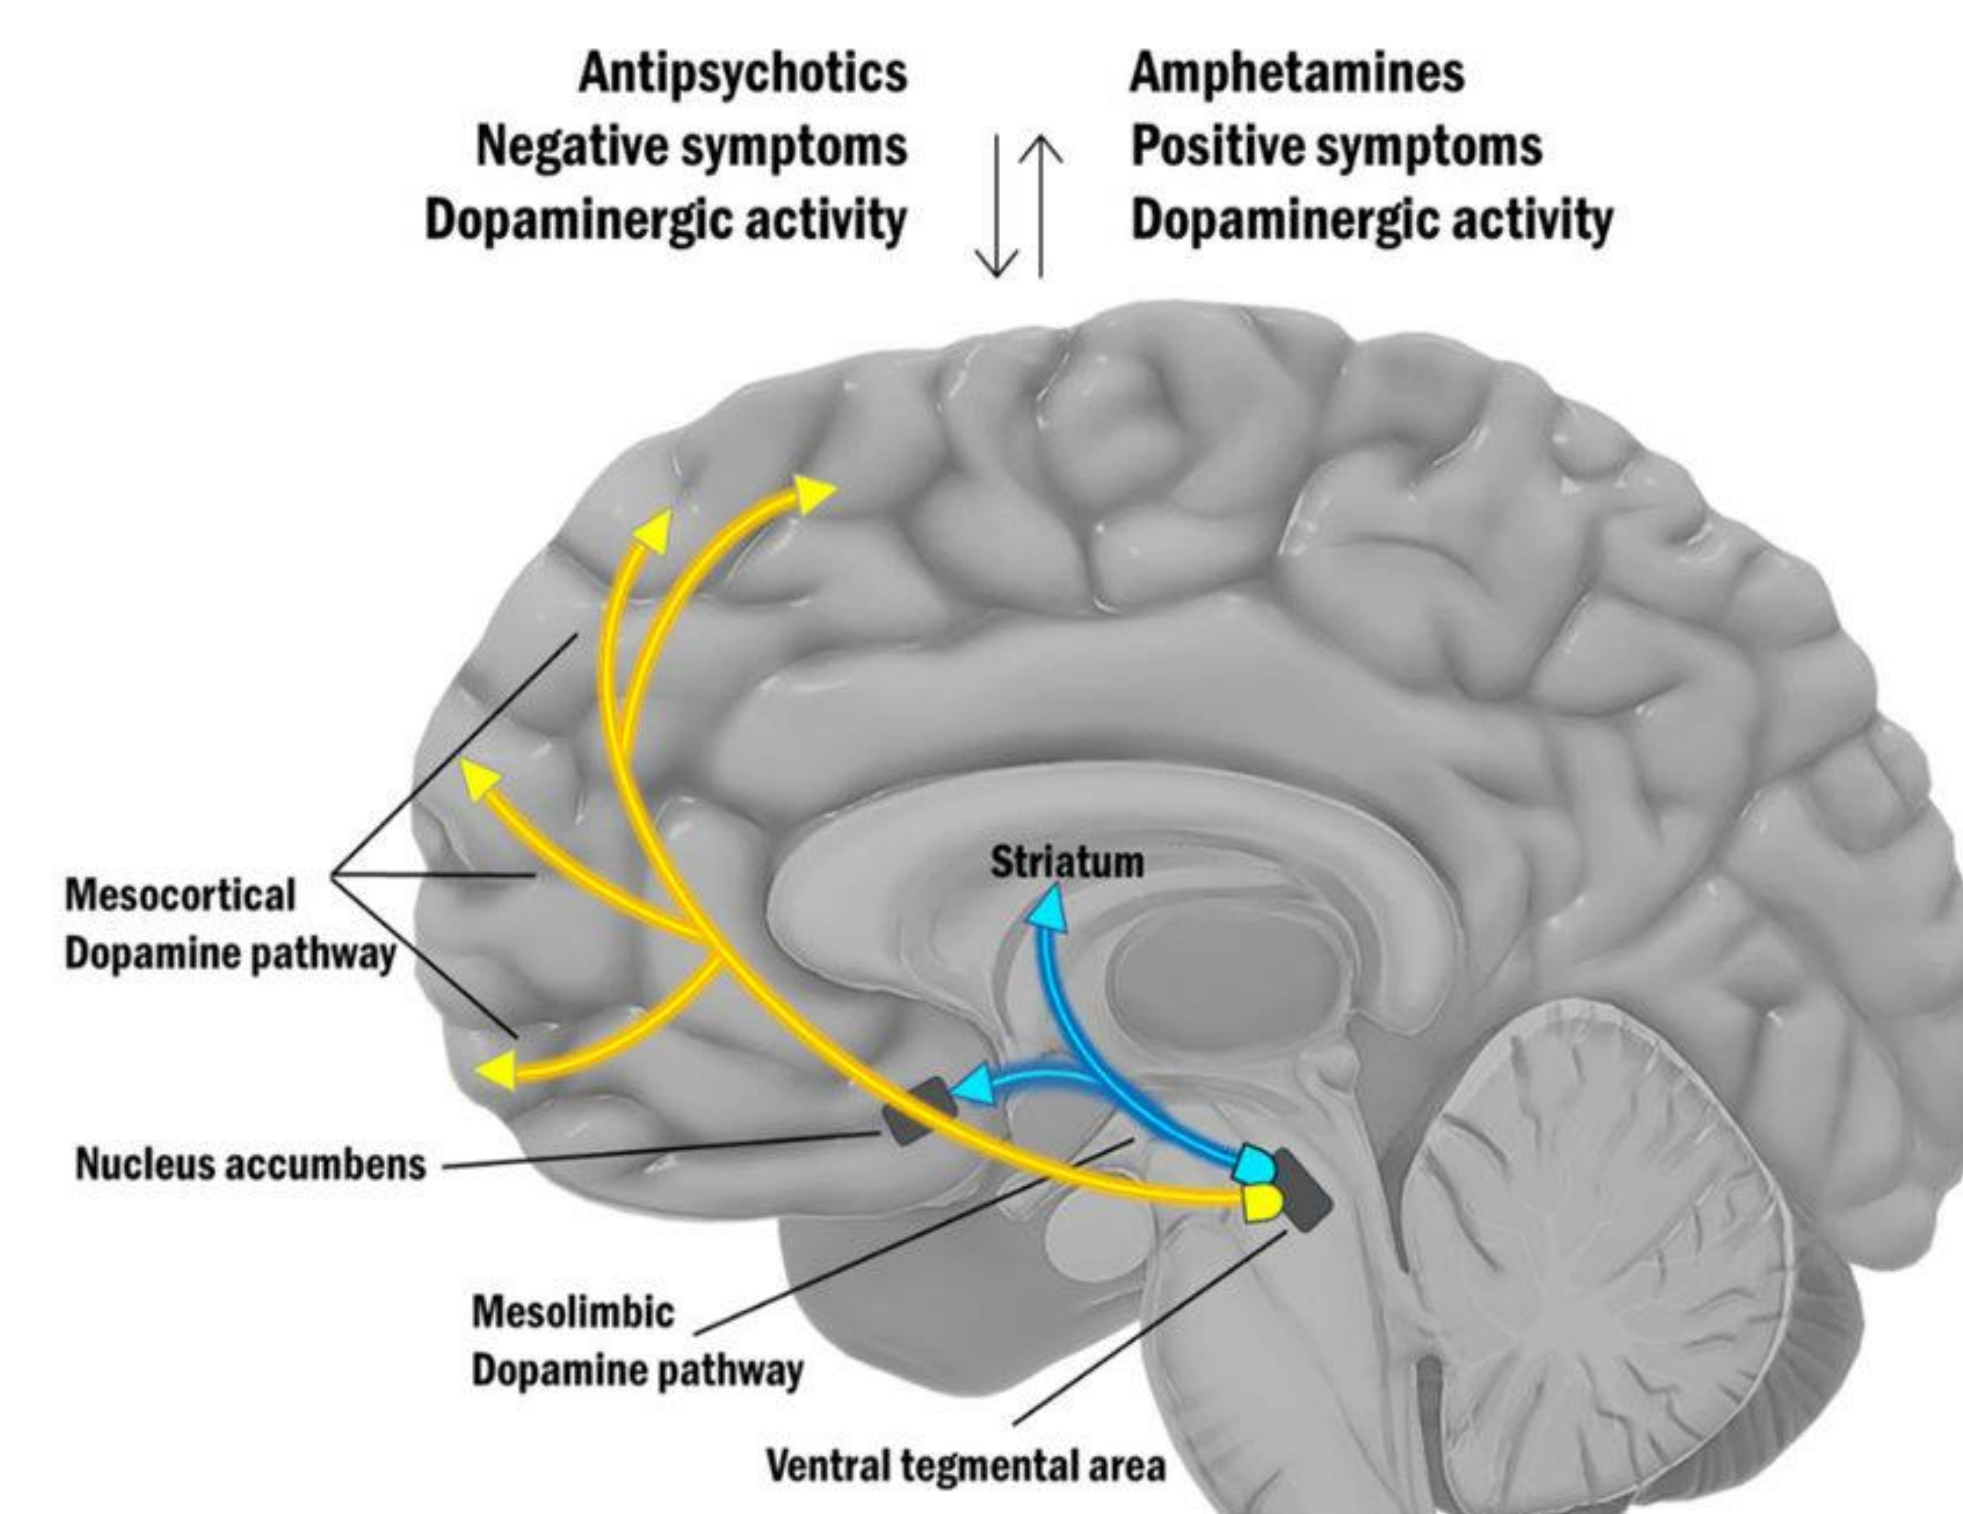 Antipsychotics
Negative symptoms
Dopaminergic activity
Amphetamines
Positive symptoms
Dopaminergic activity
Striatum
Mesocortical
Dopamine pathway
Nucleus accumbens
Mesolimbic
Dopamine pathway
Ventral tegmental area